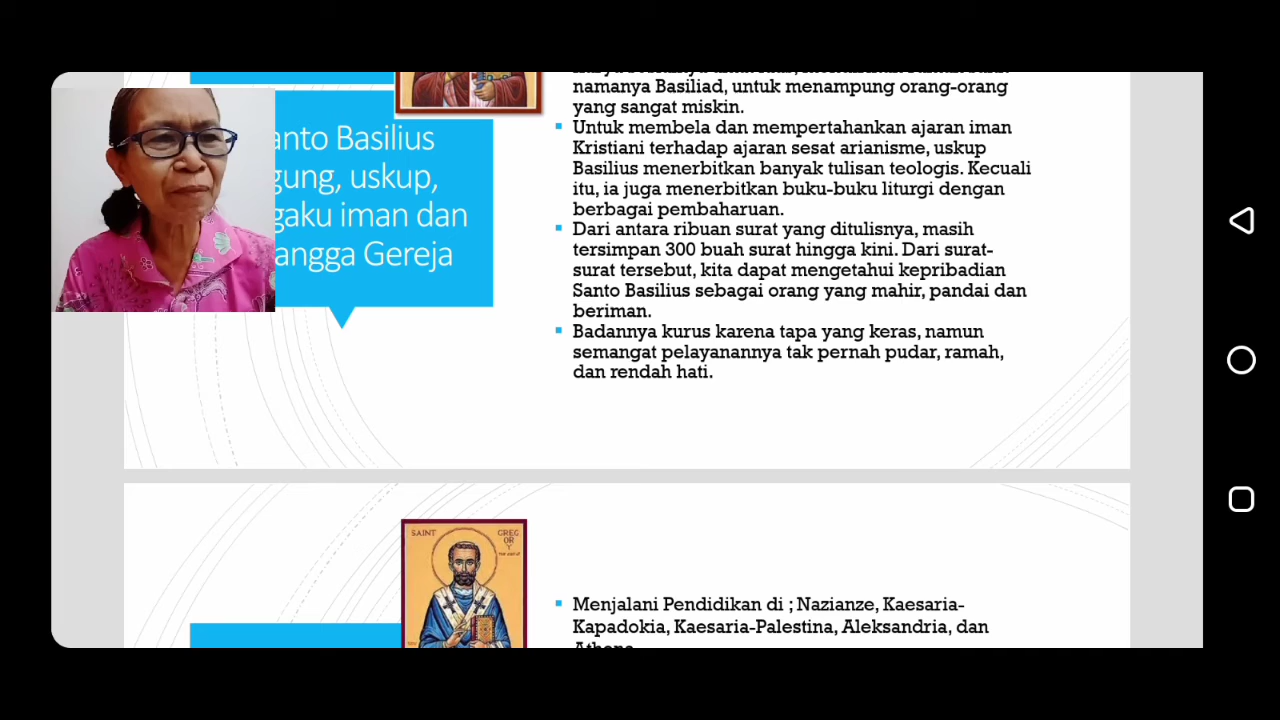 anto Basilius
gung, uskup,
gaku iman dan
angga Gereja
namanya Basiliad, untuk menampung orang-orang
yang sangat miskin.
Untuk membela dan mempertahankan ajaran iman
Kristiani terhadap ajaran sesat arianisme, uskup
Basilius menerbitkan banyak tulisan teologis. Kecuali
itu, ia juga menerbitkan buku-buku liturgi dengan
berbagai pembaharuan.
Dari antara ribuan surat yang ditulisnya, masih
tersimpan 300 buah surat hingga kini. Dari surat-
surat tersebut, kita dapat mengetahui kepribadian
Santo Basilius sebagai orang yang mahir, pandai dan
beriman.
Badannya kurus karena tapa yang keras, namun
semangat pelayanannya tak pernah pudar, ramah,
dan rendah hati.
SAINT GREG
OR
Y
Menjalani Pendidikan di ; Nazianze, Kaesaria-
Kapadokia, Kaesaria-Palestina, Aleksandria, dan